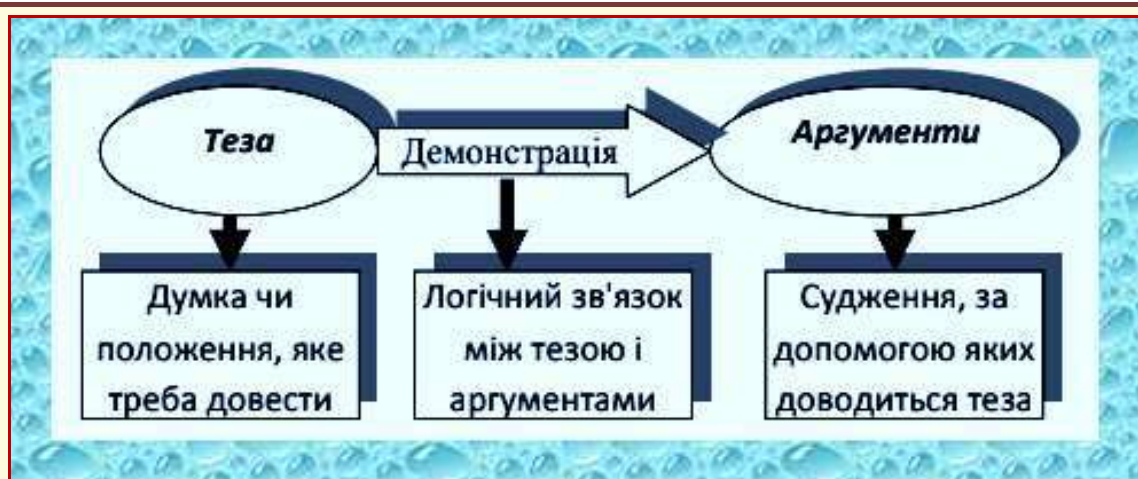 Теза
Демонстрація
Аргументи
Думка чи
положення, яке
треба довести
Логічний зв'язок
між тезою і
аргументами
Судження, за
допомогою яких
доводиться теза